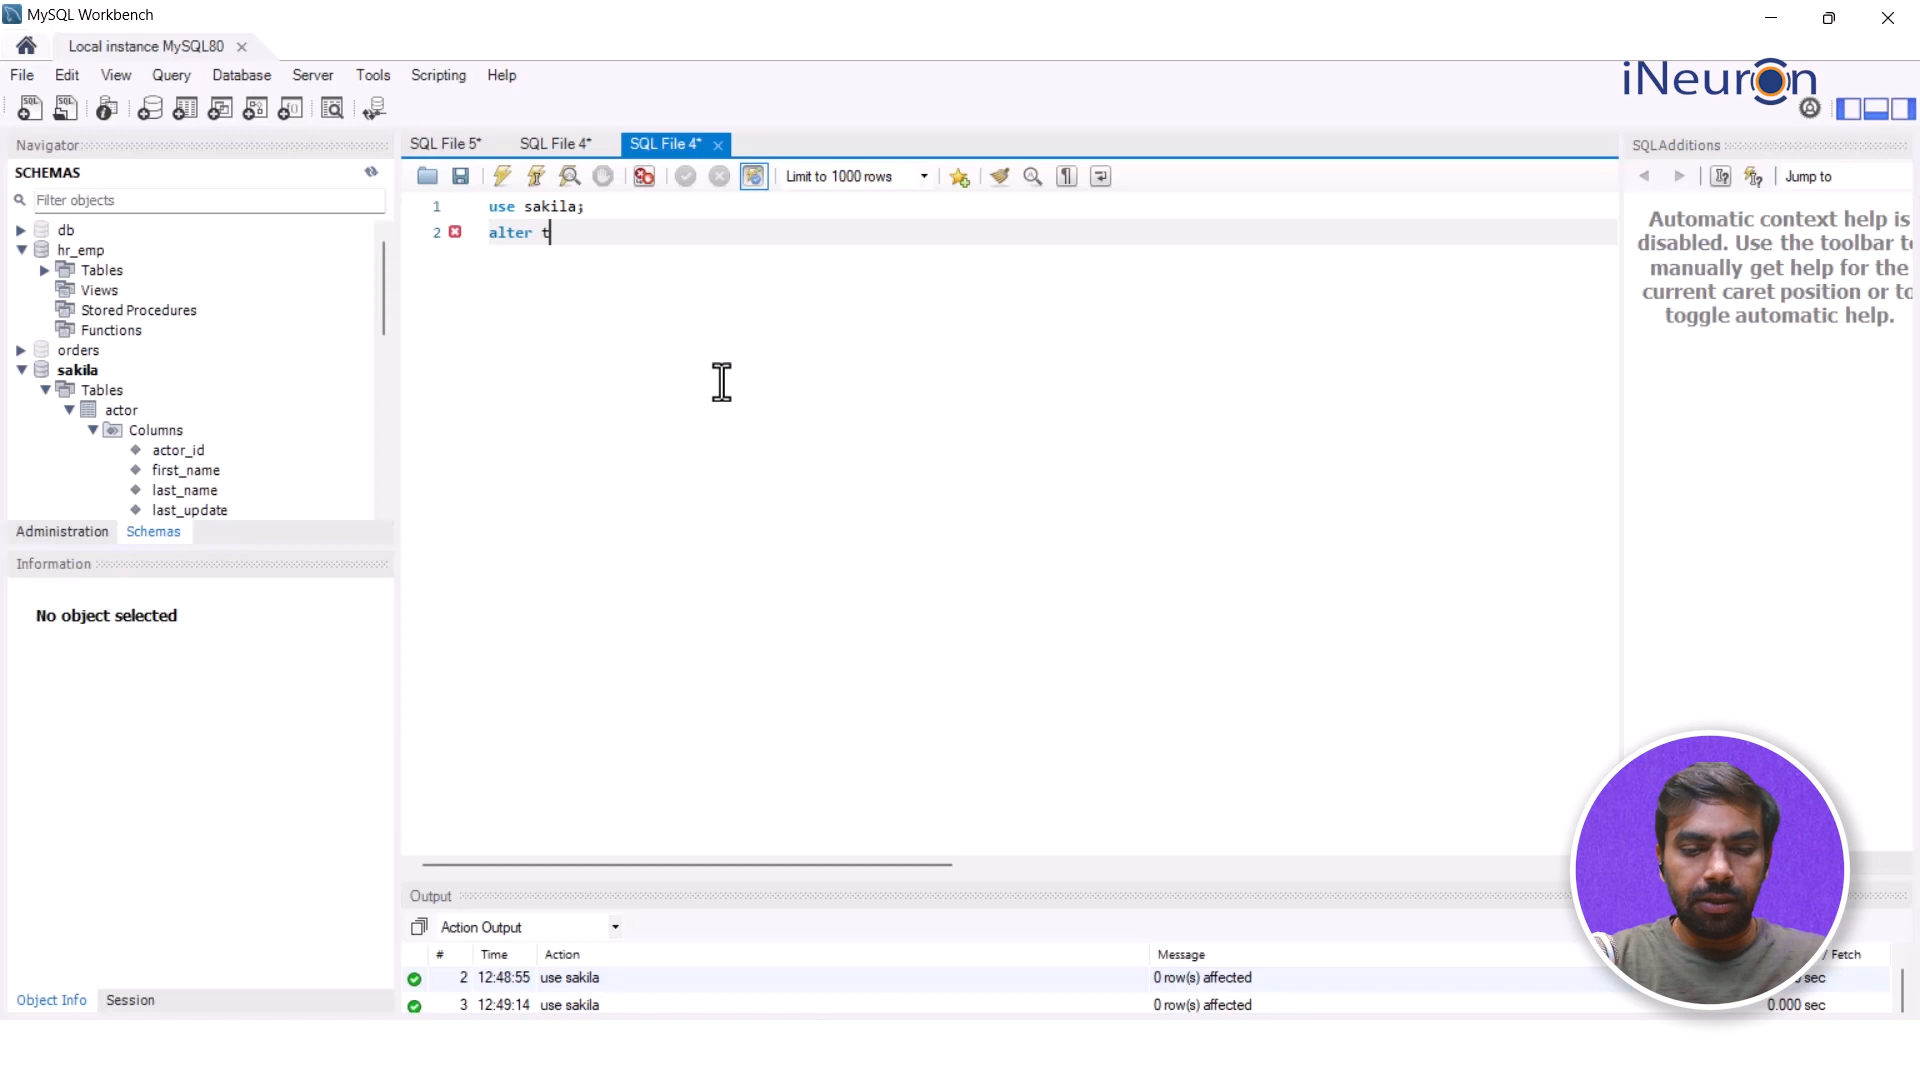 MySQL Workbench
Local instance MySQL80
File Edit View Query Database Server Tools Scripting Help
iNeuron
Navigator
SCHEMAS
Filter objects
db
hr_emp
Tables
Views
Stored Procedures
Functions
orders
sakila
Tables
actor
Columns
actor_id
first_name
last_name
last_update
Administration Schemas
Information
No object selected
Object Info Session
SQL File 5* SQL File 4* SQL File 4*
Limit to 1000 rows
1 use sakila;
2 alter t
SQLAdditions
Jump to
Automatic context help is
disabled. Use the toolbar to
manually get help for the
current caret position or to
toggle automatic help.
Output
Action Output
# Time Action Message / Fetch
2 12:48:55 use sakila 0 row(s) affected sec
3 12:49:14 use sakila 0 row(s) affected 0.000 sec